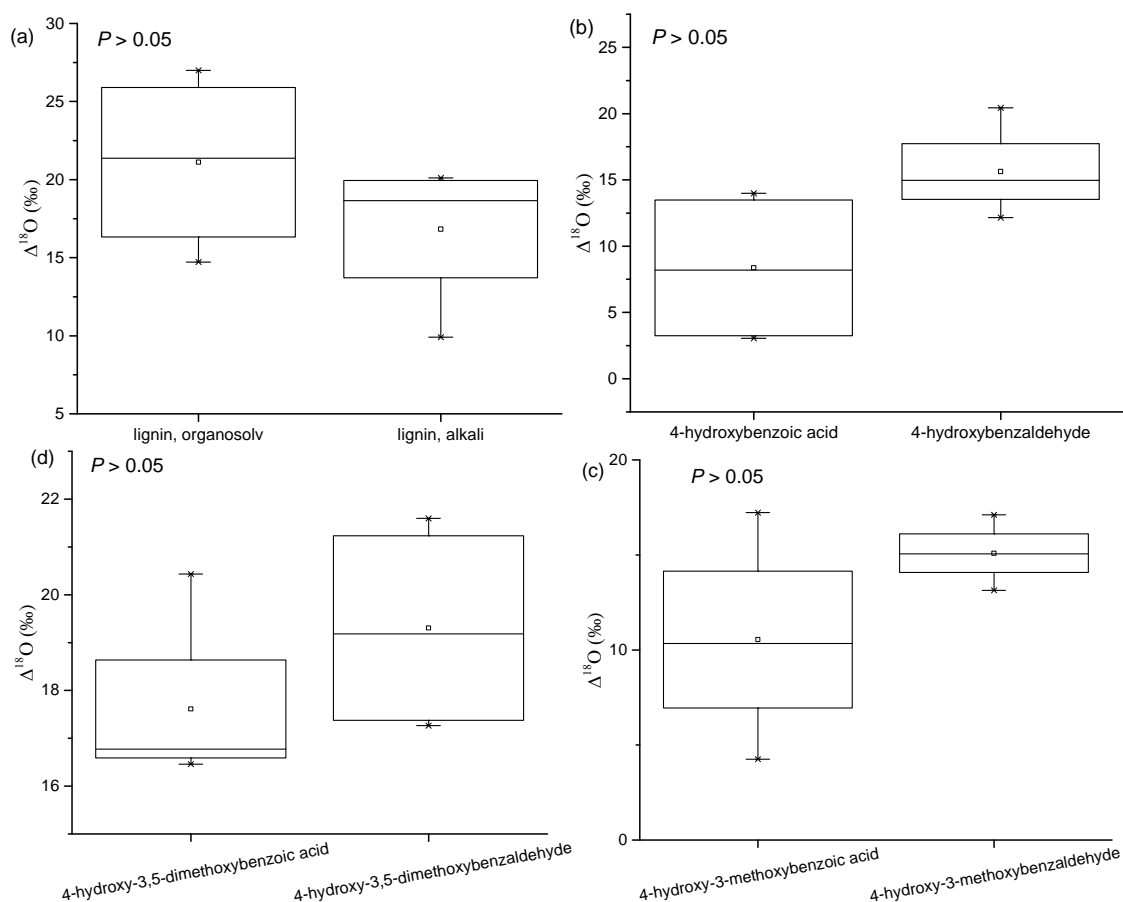 (a)
P > 0.05
30
25
20
15
10
5
Δ18O (‰)
lignin, organosolv
lignin, alkali
(b)
P > 0.05
25
20
15
10
5
0
Δ18O (‰)
4-hydroxybenzoic acid
4-hydroxybenzaldehyde
(d)
P > 0.05
22
20
18
16
Δ18O (‰)
4-hydroxy-3,5-dimethoxybenzoic acid
4-hydroxy-3,5-dimethoxybenzaldehyde
(c)
P > 0.05
20
10
0
Δ18O (‰)
4-hydroxy-3-methoxybenzoic acid
4-hydroxy-3-methoxybenzaldehyde